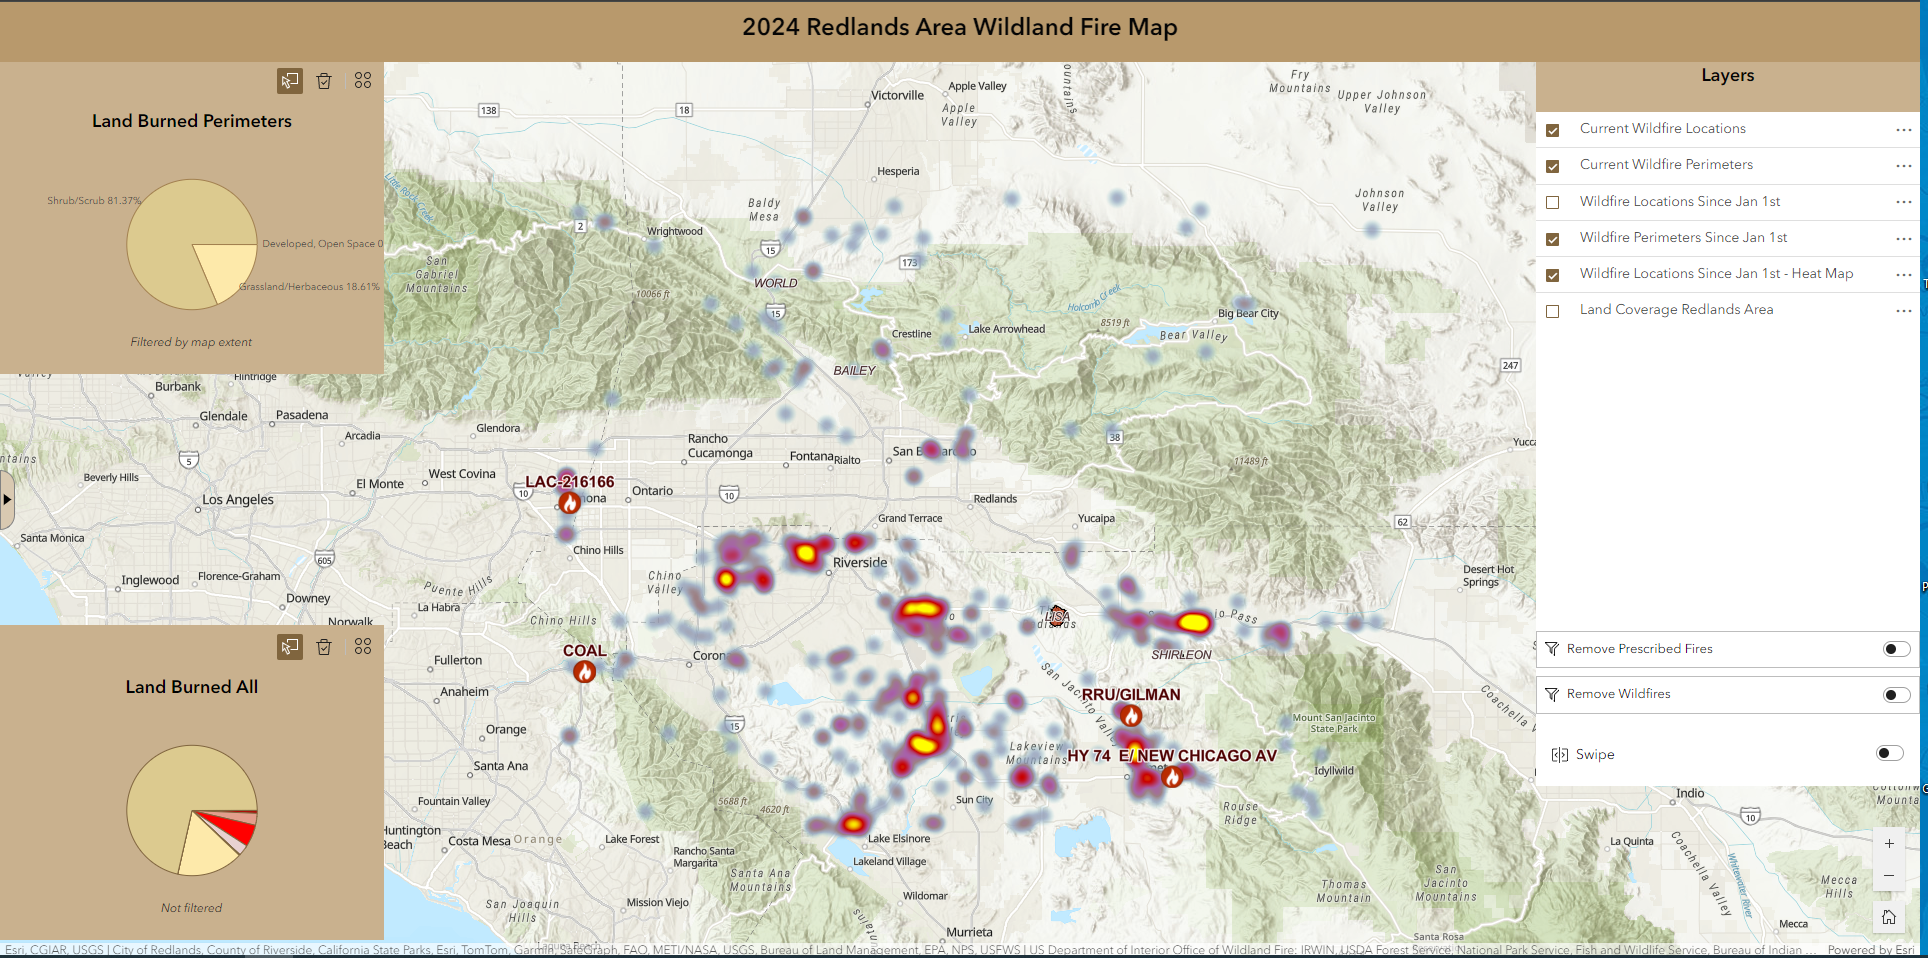 2024 Redlands Area Wildland Fire Map
Land Burned Perimeters
Shrub/Scrub 81.37%
Developed, Open Space 0
Grassland/Herbaceous 18.61%
Filtered by map extent
Land Burned All
Not filtered
Layers
Current Wildfire Locations
Current Wildfire Perimeters
Wildfire Locations Since Jan 1st
Wildfire Perimeters Since Jan 1st
Wildfire Locations Since Jan 1st - Heat Map
Land Coverage Redlands Area
Remove Prescribed Fires
Remove Wildfires
Swipe
138
18
Victorville
Apple Valley
Apple
Valley
Fry
Mountains
Upper Johnson
Valley
Hesperia
Johnson
Valley
Baldy
Mesa
2
Wrightwood
15
173
San
Gabriel
Mountains
WORLD
10066 ft
15
Holcomb Creek
Crestline
Lake Arrowhead
8519 ft
Big Bear City
Bear Valley
247
BAILEY
Flintridge
Burbank
Glendale
Pasadena
Glendora
Arcadia
Rancho
Cucamonga
Fontana
Rialto
38
11489 ft
5
Beverly Hills
West Covina
El Monte
LAC-216166
10
Ontario
10
Los Angeles
Redlands
Grand Terrace
Yucaipa
62
Santa Monica
605
Chino Hills
Riverside
Chino
Valley
Desert Hot
Springs
Inglewood
Florence-Graham
Puente Hills
Downey
La Habra
Norwalk
Chino Hills
LISA
SHIRLEON
COAL
Fullerton
Anaheim
San Jacinto Valley
RRU/GILMAN
Coachella
15
Mount San Jacinto
State Park
Orange
Lakeview
Mountains
HY 74 E/ NEW CHICAGO AV
Idyllwild
Santa Ana
Fountain Valley
5688 ft
4620 ft
Sun City
Rouse
Ridge
Indio
10
Huntington
Beach
Costa Mesa
Orange
Lake Forest
Lake Elsinore
La Quinta
Rancho Santa
Margarita
Lakeland Village
Santa Ana
Mountains
Wildomar
San Joaquin
Hills
Mission Viejo
Murrieta
Thomas
Mountain
San
Jacinto
Mountains
Coachella Valley
Whitewater River
Mecca
Hills
Mecca
Santa Rosa
Esri, CGIAR, USGS | City of Redlands, County of Riverside, California State Parks, Esri, TomTom, Garmin, SafeGraph, FAO, METI/NASA, USGS, Bureau of Land Management, EPA, NPS, USFWS | US Department of Interior Office of Wildland Fire: IRWIN, USDA Forest Service, National Park Service, Fish and Wildlife Service, Bureau of Indian ...
Powered by Esri